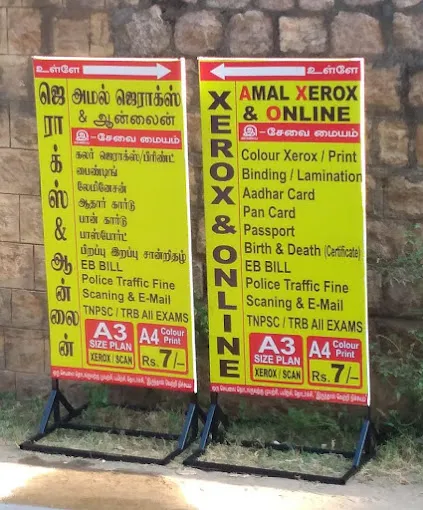 உள்ளே
ஜெராக்ஸ் & ஆன்லைன்
அமல் ஜெராக்ஸ்
& ஆன்லைன்
இ-சேவை மையம்
கலர் ஜெராக்ஸ்/பிரிண்ட்
பைண்டிங்
லேமினேசன்
ஆதார் கார்டு
பான் கார்டு
பாஸ்போர்ட்
பிறப்பு இறப்பு சான்றிதழ்
EB BILL
Police Traffic Fine
Scaning & E-Mail
TNPSC / TRB All EXAMS
A3
SIZE PLAN
XEROX / SCAN
A4 Colour Print
Rs.7/-
உள்ளே
XEROX & ONLINE
AMAL XEROX
& ONLINE
இ-சேவை மையம்
Colour Xerox / Print
Binding / Lamination
Aadhar Card
Pan Card
Passport
Birth & Death (Certificate)
EB BILL
Police Traffic Fine
Scaning & E-Mail
TNPSC / TRB All EXAMS
A3
SIZE PLAN
XEROX / SCAN
A4 Colour Print
Rs.7/-